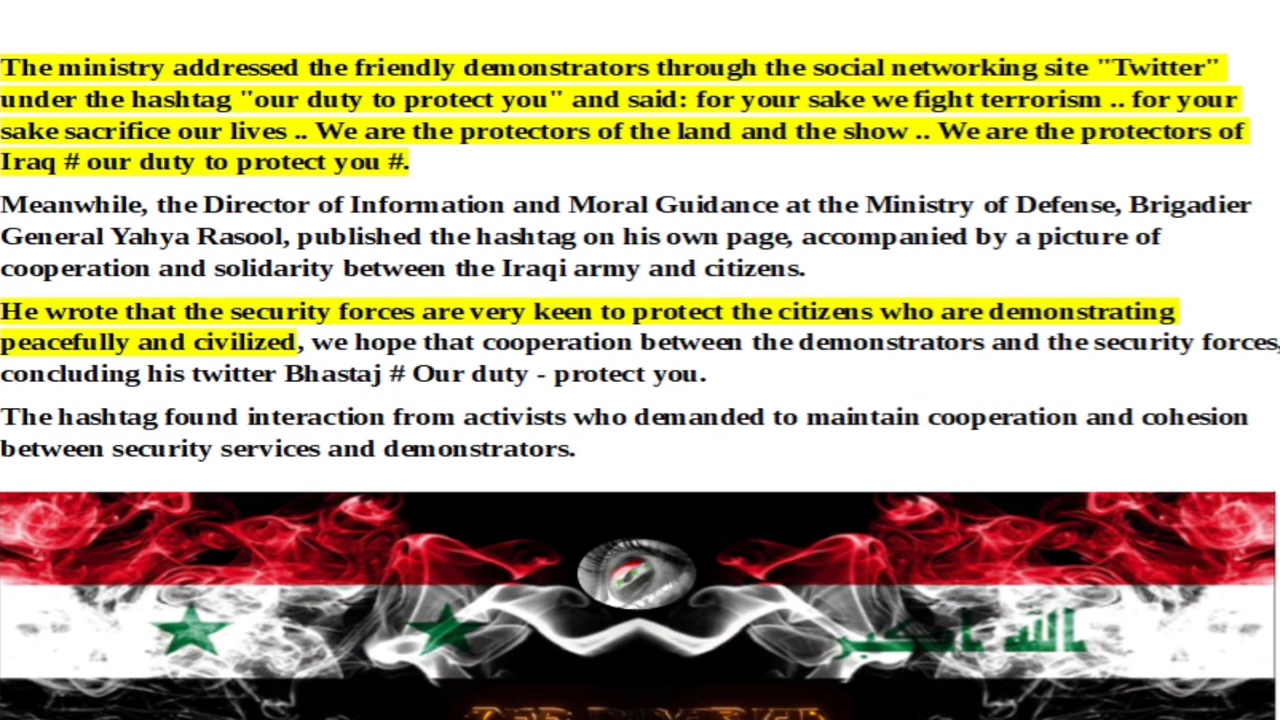 The ministry addressed the friendly demonstrators through the social networking site "Twitter"
under the hashtag "our duty to protect you" and said: for your sake we fight terrorism .. for your
sake sacrifice our lives .. We are the protectors of the land and the show .. We are the protectors of
Iraq # our duty to protect you #.
Meanwhile, the Director of Information and Moral Guidance at the Ministry of Defense, Brigadier
General Yahya Rasool, published the hashtag on his own page, accompanied by a picture of
cooperation and solidarity between the Iraqi army and citizens.
He wrote that the security forces are very keen to protect the citizens who are demonstrating
peacefully and civilized, we hope that cooperation between the demonstrators and the security forces,
concluding his twitter Bhastaj # Our duty - protect you.
The hashtag found interaction from activists who demanded to maintain cooperation and cohesion
between security services and demonstrators.
الله اكبر